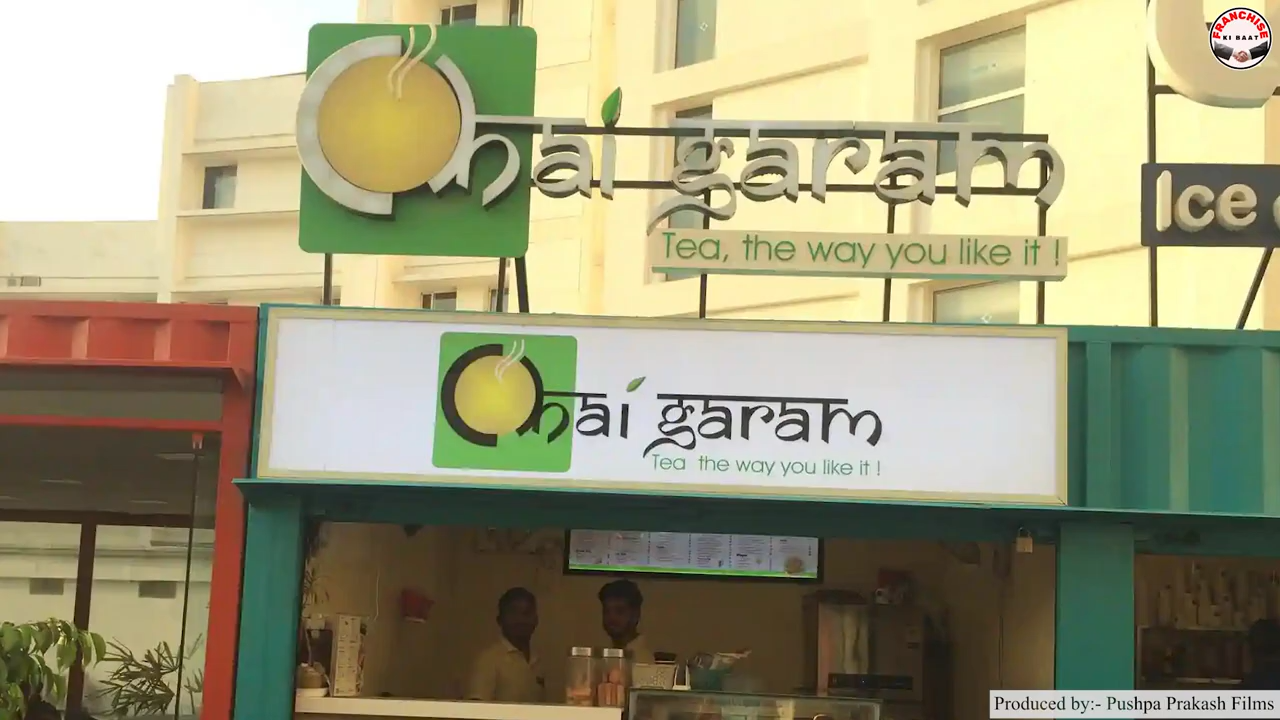 FRANCHISE
KI BAAT
Chai garam
Tea, the way you like it !
Ice
Chai garam
Tea the way you like it !
Produced by:- Pushpa Prakash Films